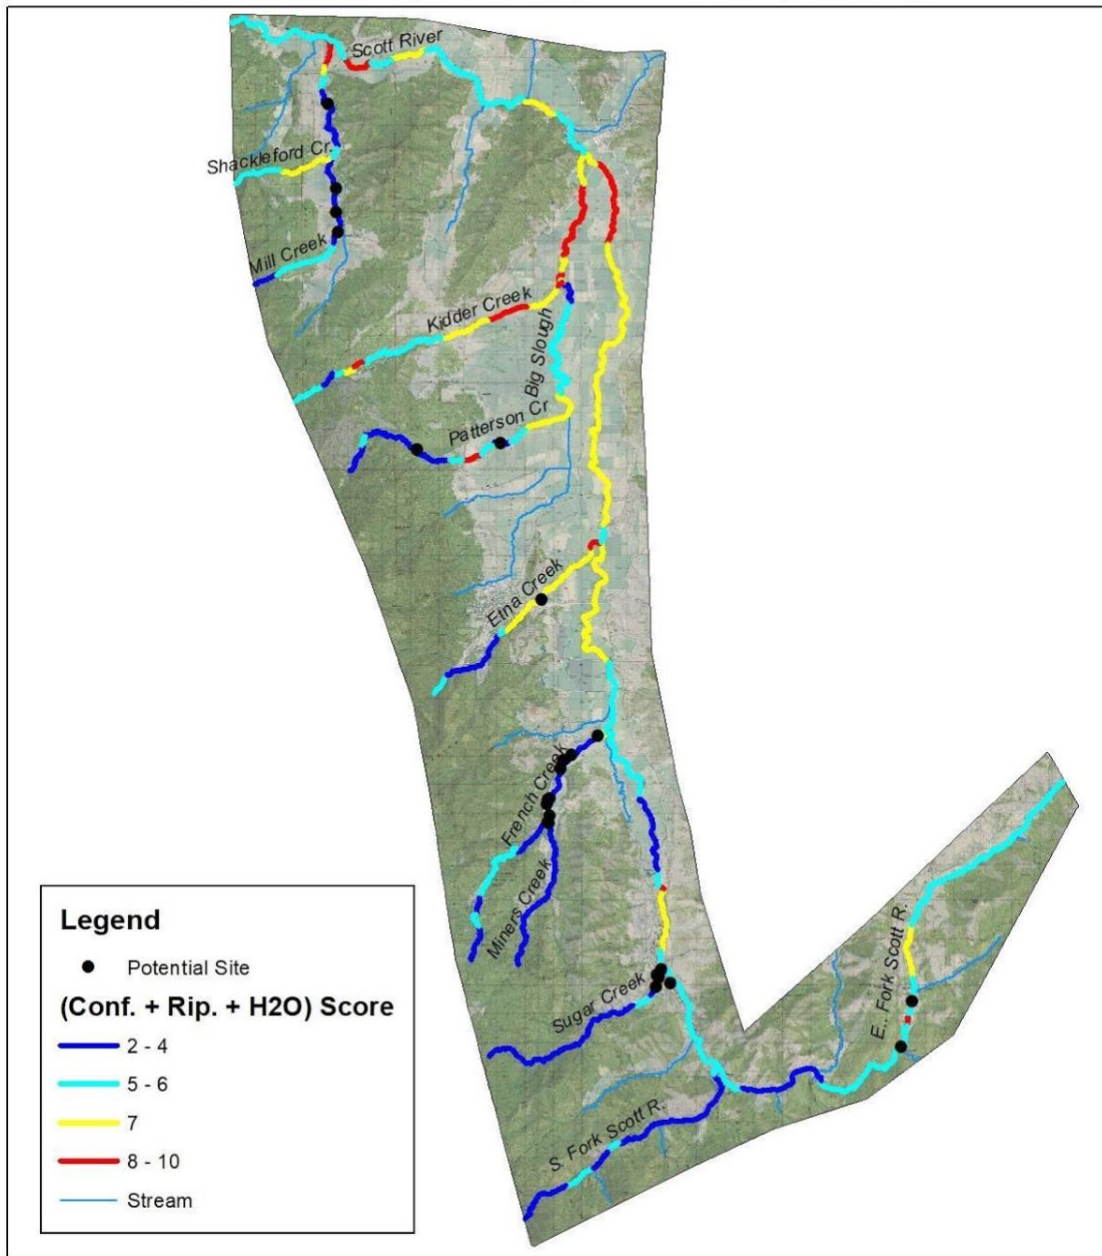 Scott River
Shackleford Cr.
Mill Creek
Kidder Creek
Big Slough
Patterson Cr
Etna Creek
French Creek
Miners Creek
Sugar Creek
E.. Fork Scott R.
S. Fork Scott R.
Legend
Potential Site
(Conf. + Rip. + H2O) Score
2 - 4
5 - 6
7
8 - 10
Stream